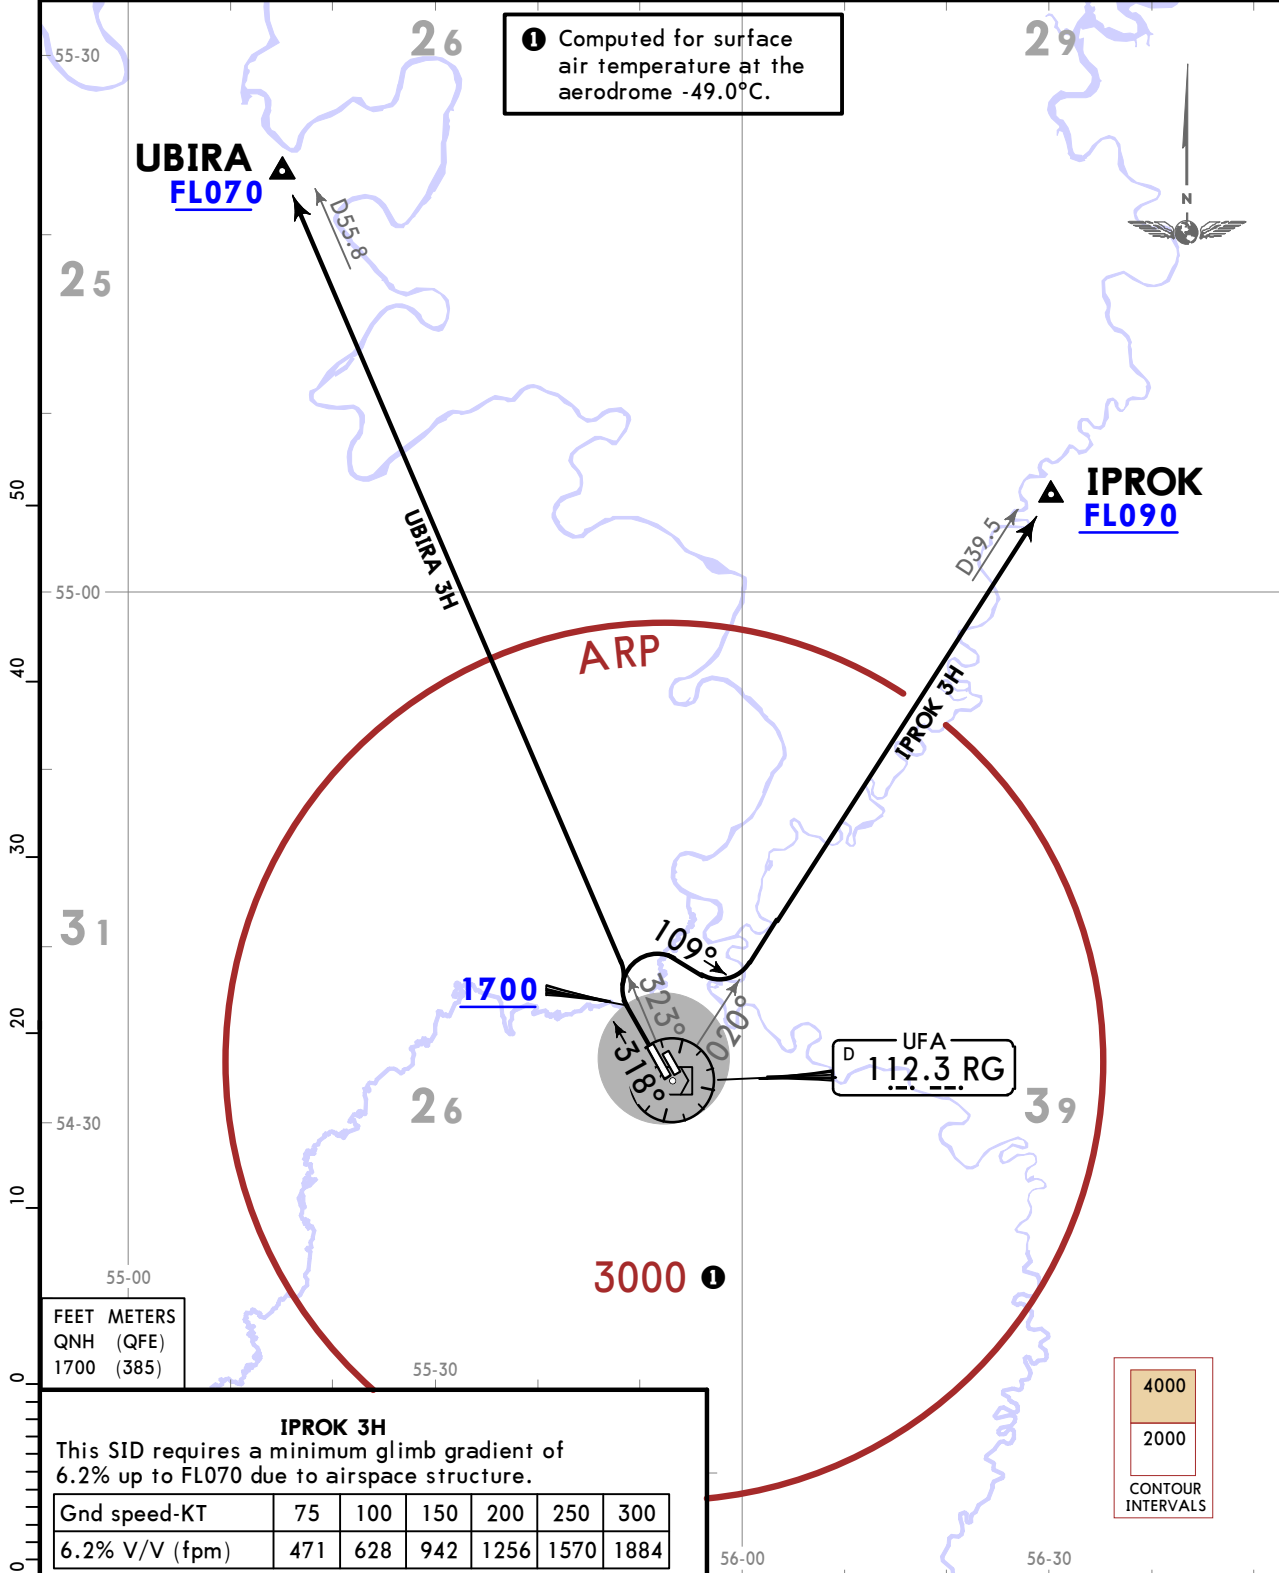 55-30
26
❶ Computed for surface
air temperature at the
aerodrome -49.0°C.
29
UBIRA
FL070
D55.8
N
25
UBIRA 3H
50
IPROK
FL090
D39.5
55-00
40
ARP
IPROK 3H
30
31
109°
1700
323°
020°
20
318°
UFA
D 112.3 RG
54-30
26
39
10
3000 ❶
55-00
FEET METERS
QNH (QFE)
1700 (385)
0
55-30
4000
2000
CONTOUR
INTERVALS
IPROK 3H
This SID requires a minimum glimb gradient of
6.2% up to FL070 due to airspace structure.
Gnd speed-KT 75 100 150 200 250 300
6.2% V/V (fpm) 471 628 942 1256 1570 1884
0
56-00
56-30